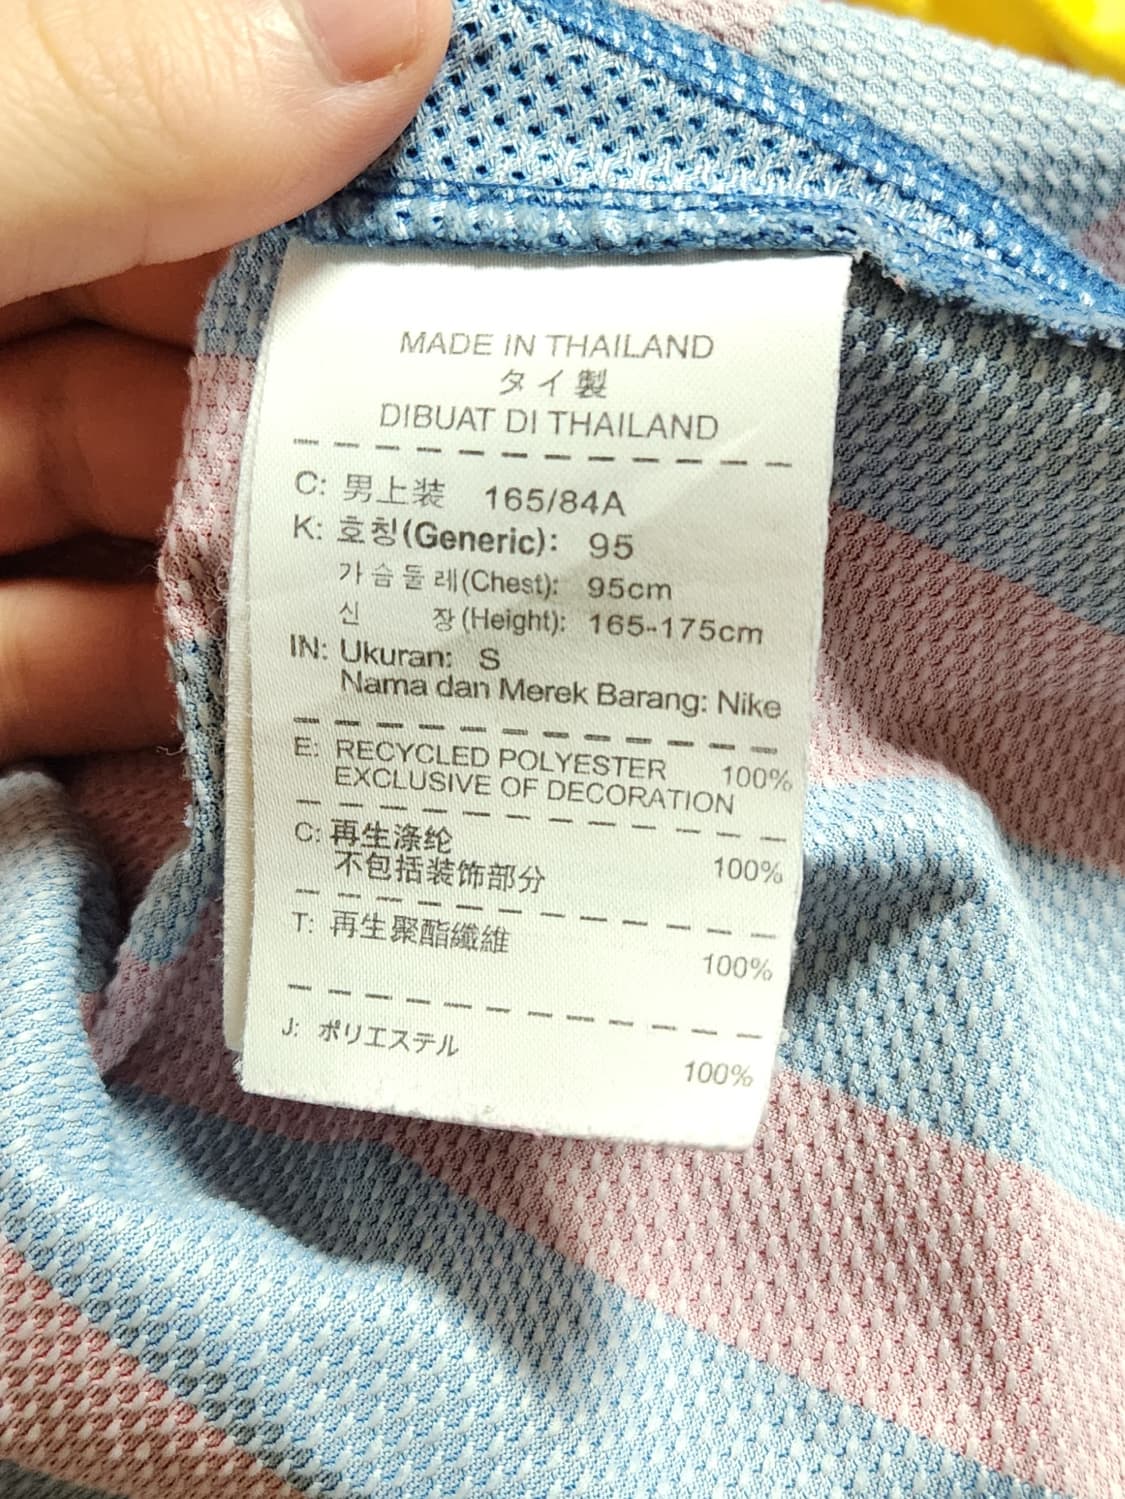 MADE IN THAILAND
タイ製
DIBUAT DI THAILAND
C: 男上装 165/84A
K: 호칭(Generic): 95
가슴둘레(Chest): 95cm
신 장(Height): 165-175cm
IN: Ukuran: S
Nama dan Merek Barang: Nike
E: RECYCLED POLYESTER 100%
EXCLUSIVE OF DECORATION
C: 再生涤纶 100%
不包括装饰部分
T: 再生聚酯纖維 100%
J: ポリエステル 100%